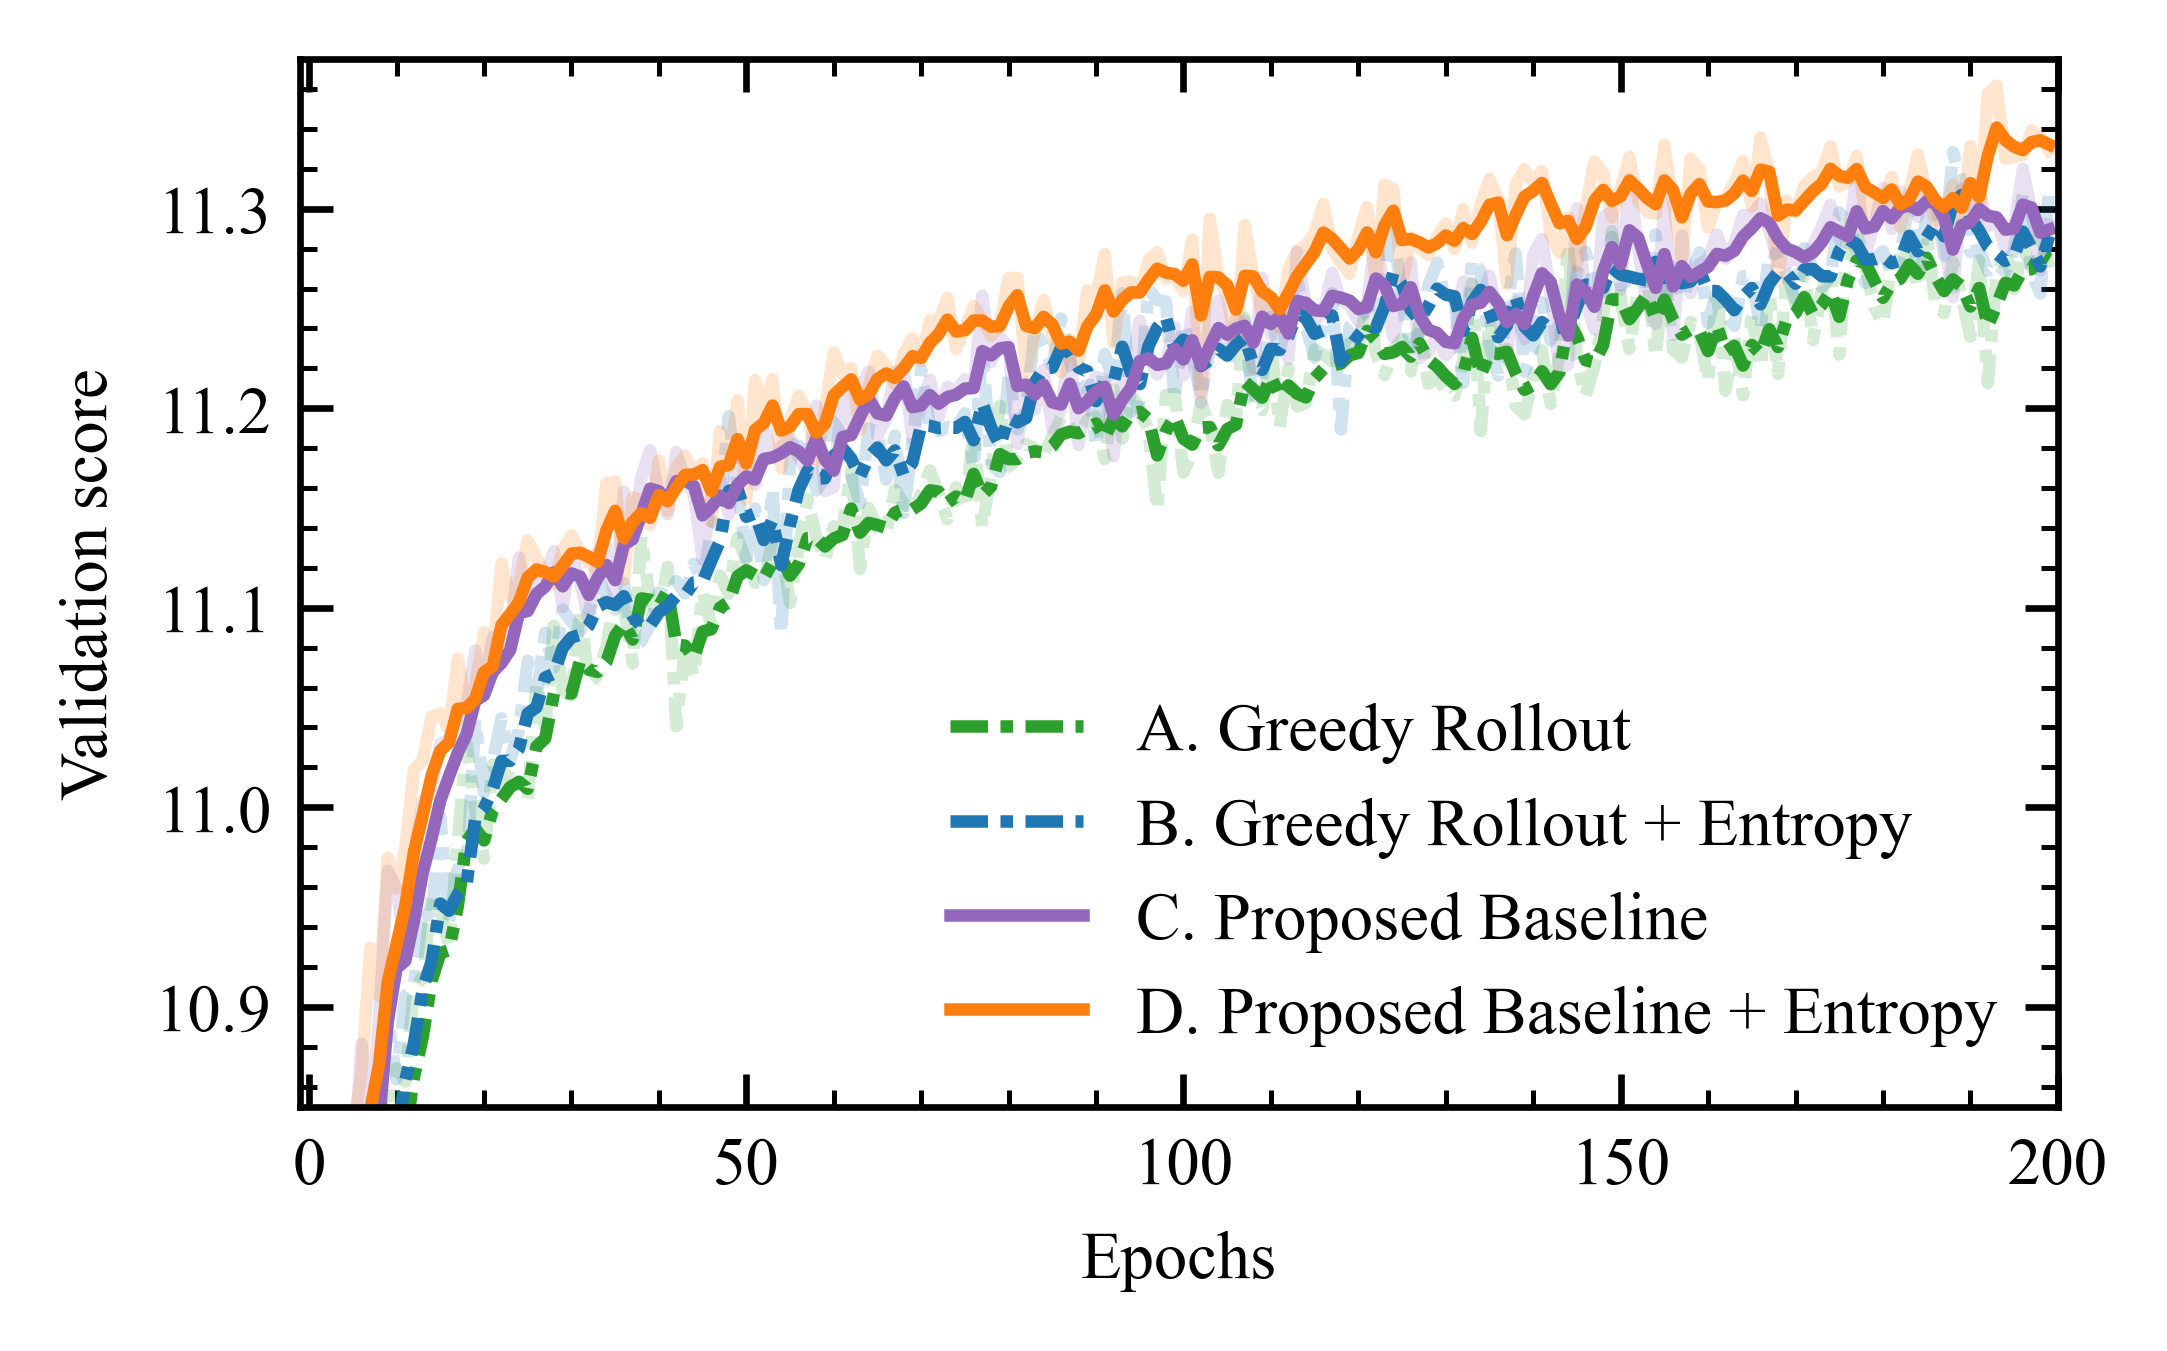 11.3
11.2
11.1
11.0
10.9
Validation score
A. Greedy Rollout
B. Greedy Rollout + Entropy
C. Proposed Baseline
D. Proposed Baseline + Entropy
0 50 100 150 200
Epochs